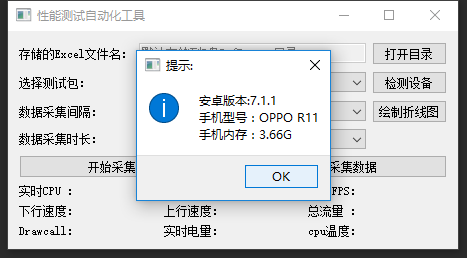 性能测试自动化工具
存储的Excel文件名: 打开目录
提示:
选择测试包: 检测设备
安卓版本:7.1.1
数据采集间隔: 绘制折线图
手机型号：OPPO R11
手机内存：3.66G
数据采集时长:
开始采集 采集数据
OK
实时CPU : FPS:
下行速度: 上行速度: 总流量 :
Drawcall: 实时电量: cpu温度: